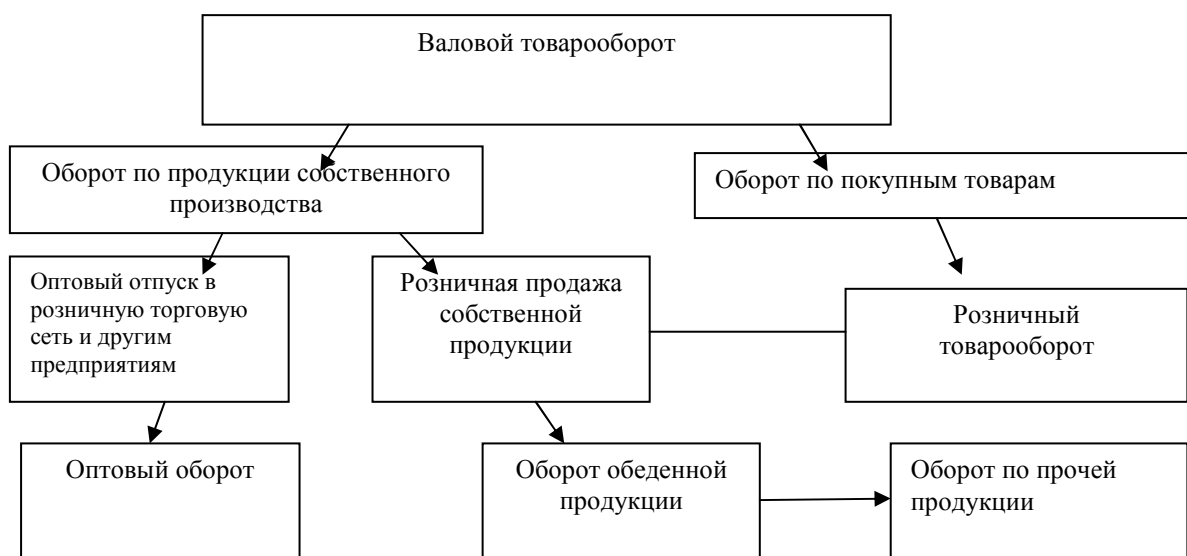 Валовой товарооборот
Оборот по продукции собственного
производства
Оборот по покупным товарам
Оптовый отпуск в
розничную торговую
сеть и другим
предприятиям
Розничная продажа
собственной
продукции
Розничный
товарооборот
Оптовый оборот
Оборот обеденной
продукции
Оборот по прочей
продукции